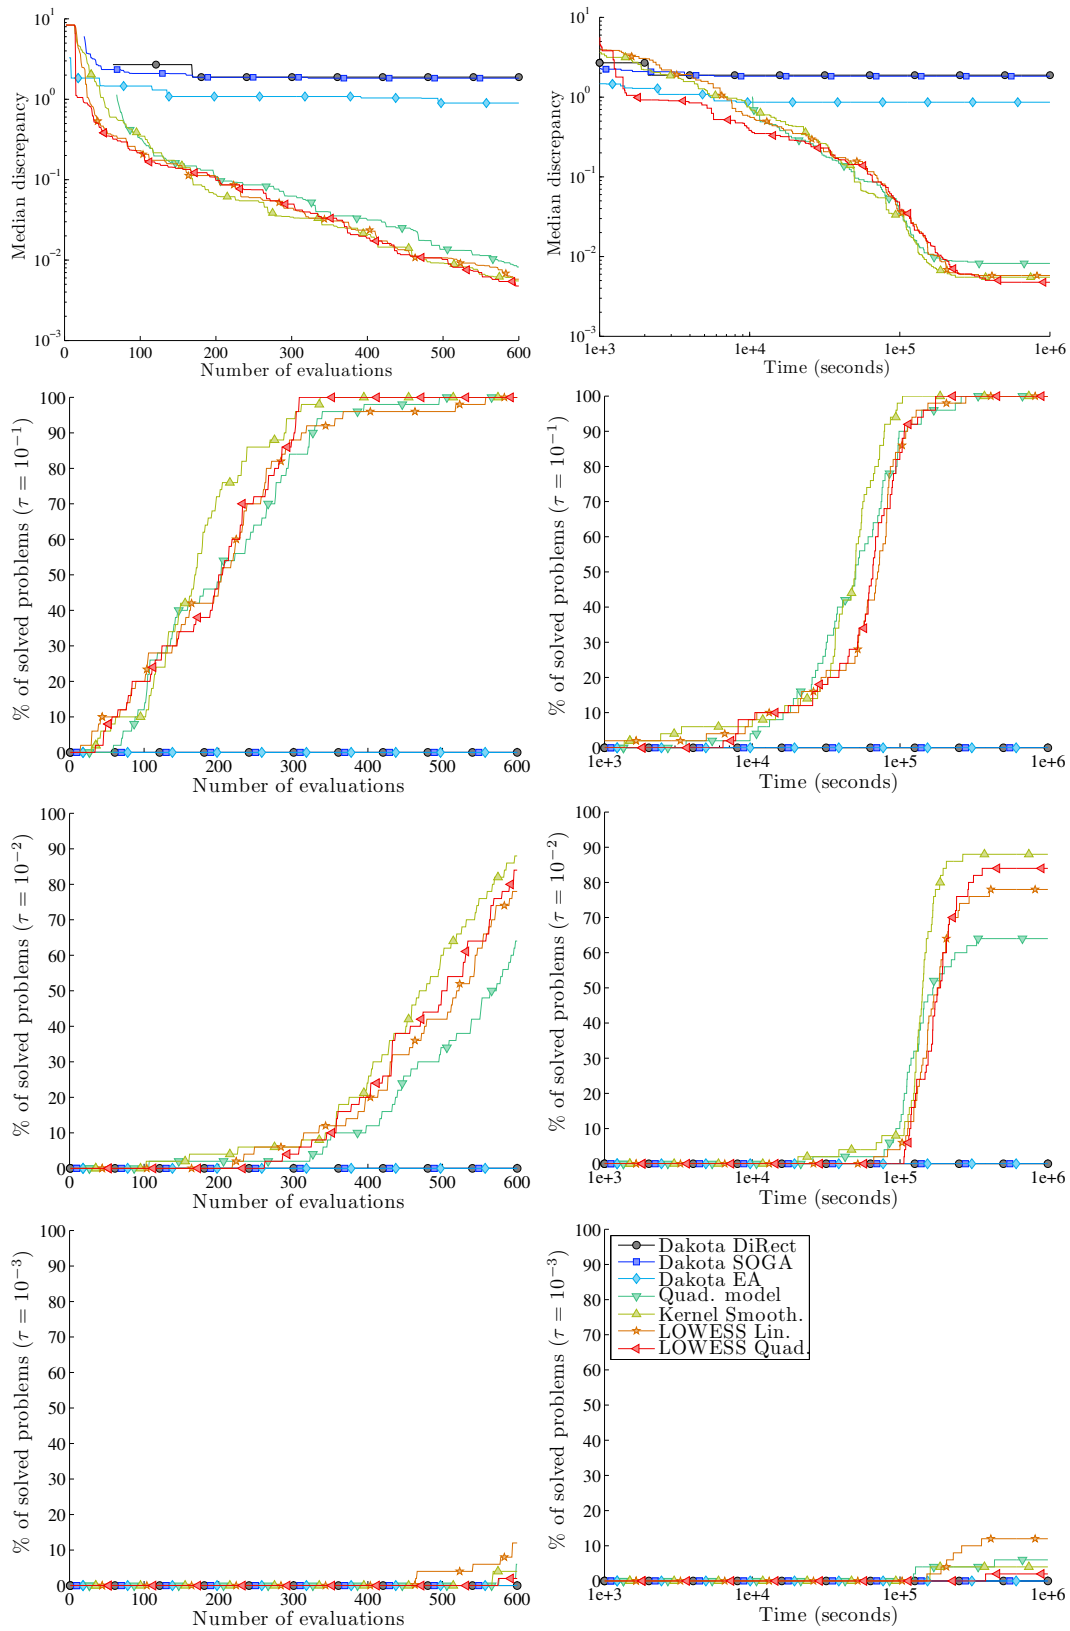 10^1
10^0
10^{-1}
10^{-2}
10^{-3}
Median discrepancy
0 100 200 300 400 500 600
Number of evaluations
10^1
10^0
10^{-1}
10^{-2}
10^{-3}
Median discrepancy
1e+3 1e+4 1e+5 1e+6
Time (seconds)
100
90
80
70
60
50
40
30
20
10
0
% of solved problems (τ = 10^{-1})
0 100 200 300 400 500 600
Number of evaluations
100
90
80
70
60
50
40
30
20
10
0
% of solved problems (τ = 10^{-1})
1e+3 1e+4 1e+5 1e+6
Time (seconds)
100
90
80
70
60
50
40
30
20
10
0
% of solved problems (τ = 10^{-2})
0 100 200 300 400 500 600
Number of evaluations
100
90
80
70
60
50
40
30
20
10
0
% of solved problems (τ = 10^{-2})
1e+3 1e+4 1e+5 1e+6
Time (seconds)
100
90
80
70
60
50
40
30
20
10
0
% of solved problems (τ = 10^{-3})
0 100 200 300 400 500 600
Number of evaluations
100
90
80
70
60
50
40
30
20
10
0
% of solved problems (τ = 10^{-3})
Dakota DiRect
Dakota SOGA
Dakota EA
Quad. model
Kernel Smooth.
LOWESS Lin.
LOWESS Quad.
1e+3 1e+4 1e+5 1e+6
Time (seconds)